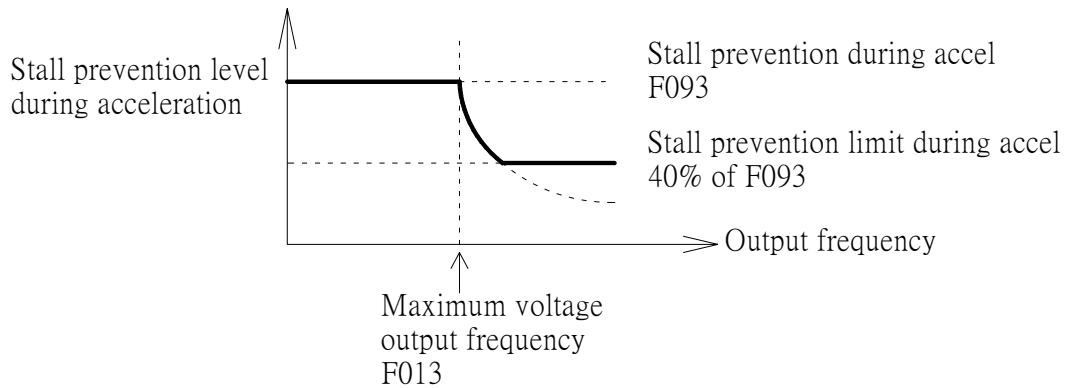 Stall prevention level
during acceleration
Stall prevention during accel
F093
Stall prevention limit during accel
40% of F093
Output frequency
Maximum voltage
output frequency
F013